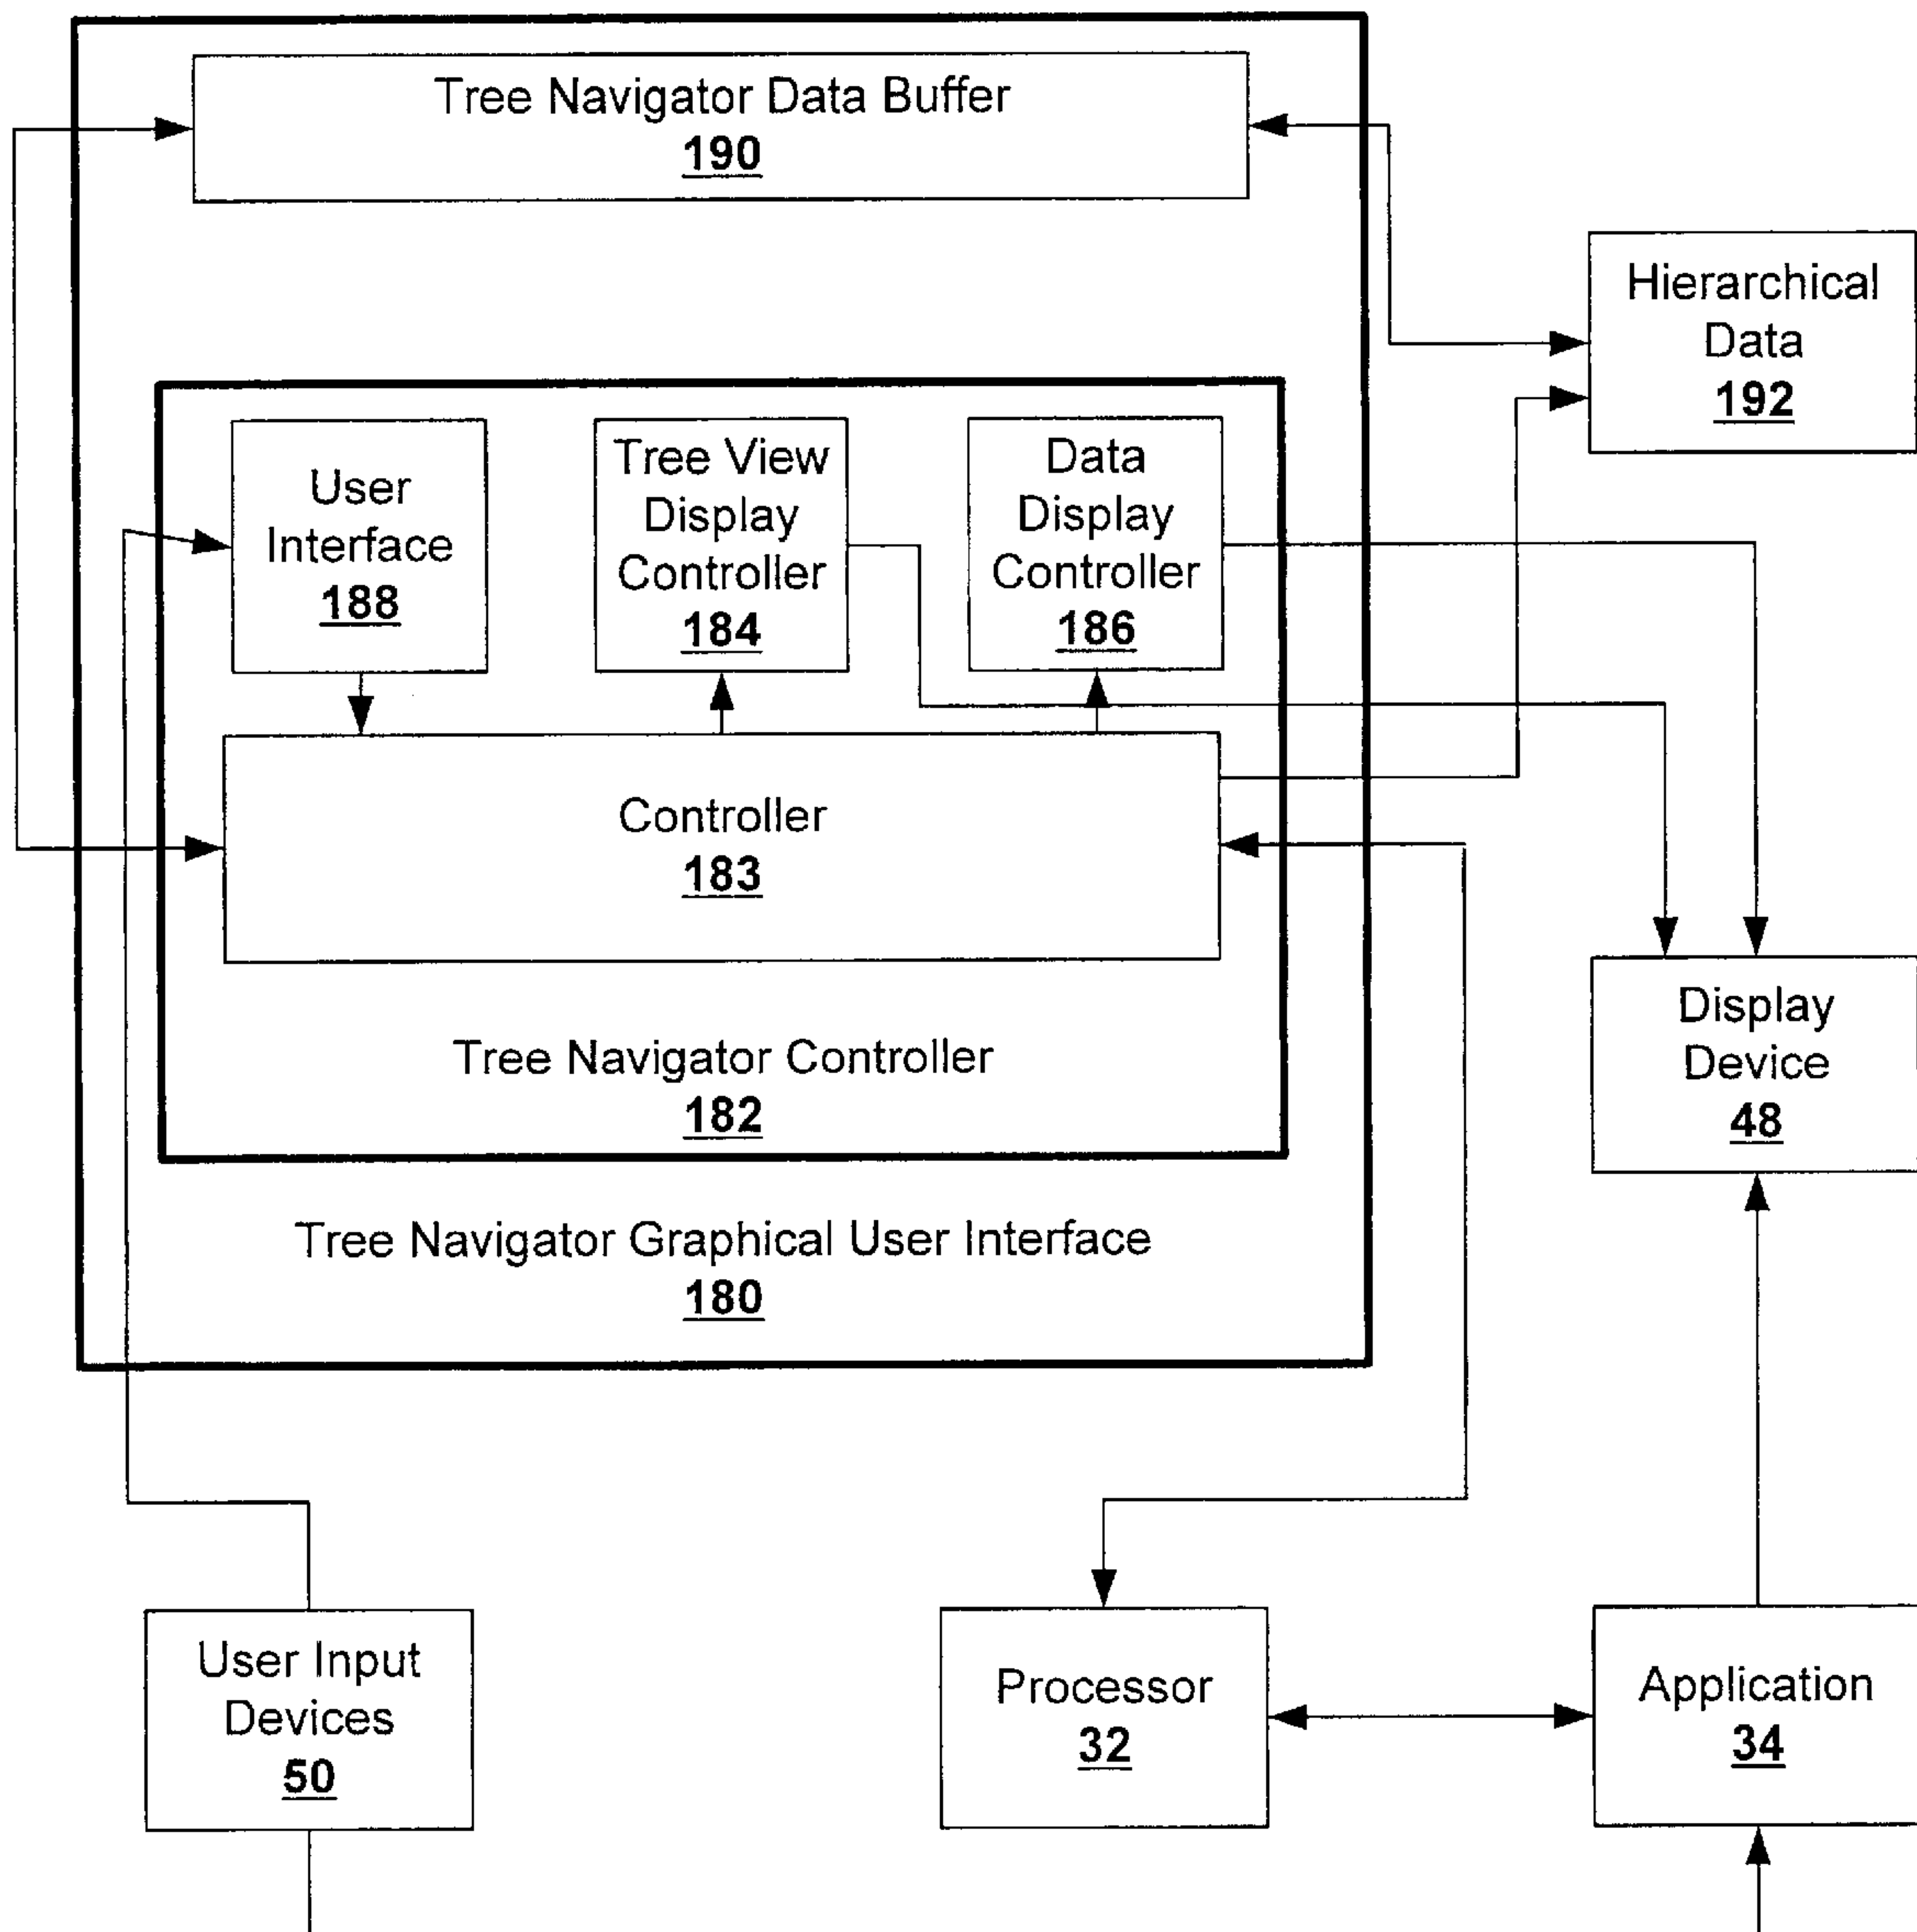 Tree Navigator Data Buffer
190
Hierarchical
Data
192
User
Interface
188
Tree View
Display
Controller
184
Data
Display
Controller
186
Controller
183
Tree Navigator Controller
182
Display
Device
48
Tree Navigator Graphical User Interface
180
User Input
Devices
50
Processor
32
Application
34